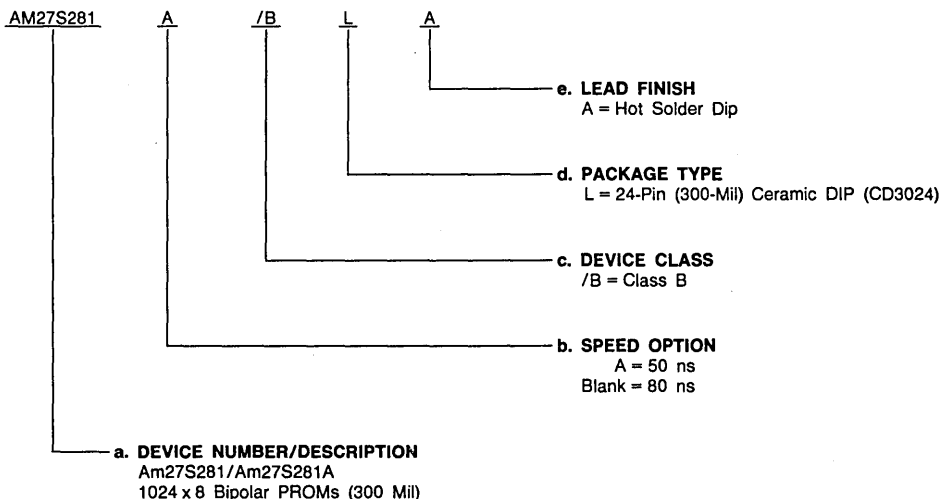 AM27S281 A /B L A
e. LEAD FINISH
A = Hot Solder Dip
d. PACKAGE TYPE
L = 24-Pin (300-Mil) Ceramic DIP (CD3024)
c. DEVICE CLASS
/B = Class B
b. SPEED OPTION
A = 50 ns
Blank = 80 ns
a. DEVICE NUMBER/DESCRIPTION
Am27S281/Am27S281A
1024 x 8 Bipolar PROMs (300 Mil)